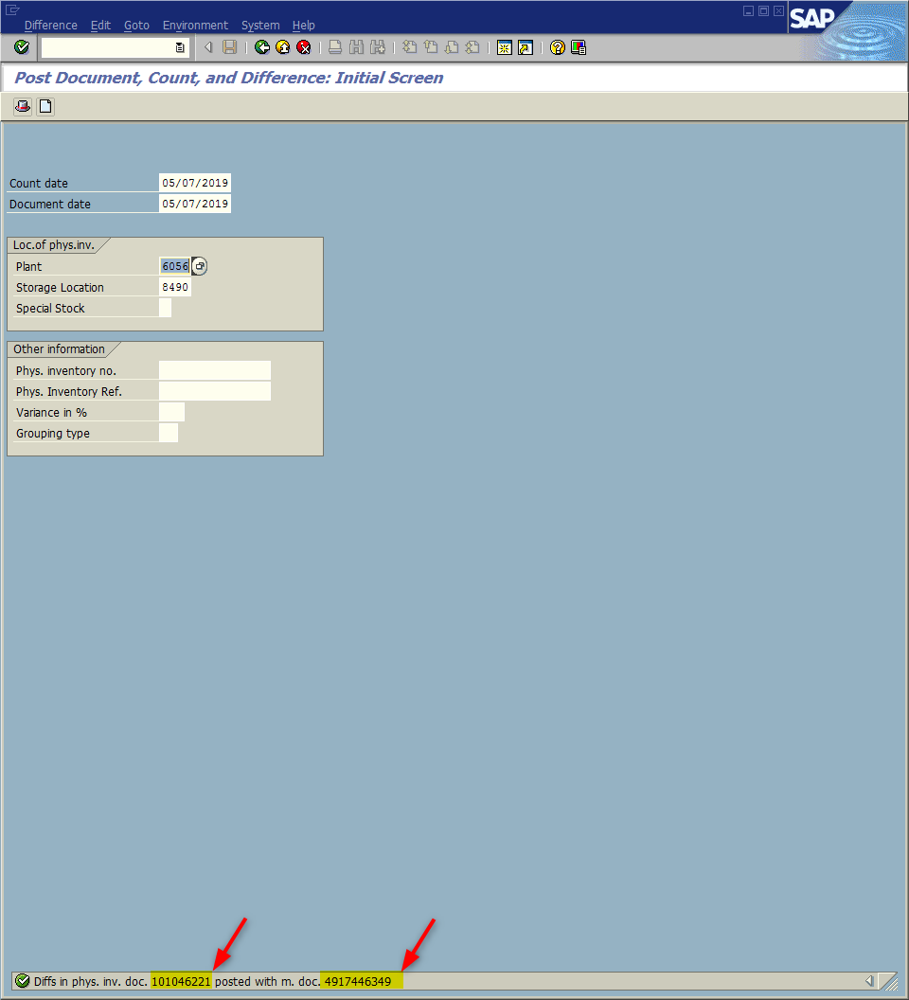 Difference Edit Goto Environment System Help
SAP
Post Document, Count, and Difference: Initial Screen
Count date 05/07/2019
Document date 05/07/2019
Loc.of phys.inv.
Plant 6056
Storage Location 8490
Special Stock
Other information
Phys. inventory no.
Phys. Inventory Ref.
Variance in %
Grouping type
Diffs in phys. inv. doc. 101046221 posted with m. doc. 4917446349